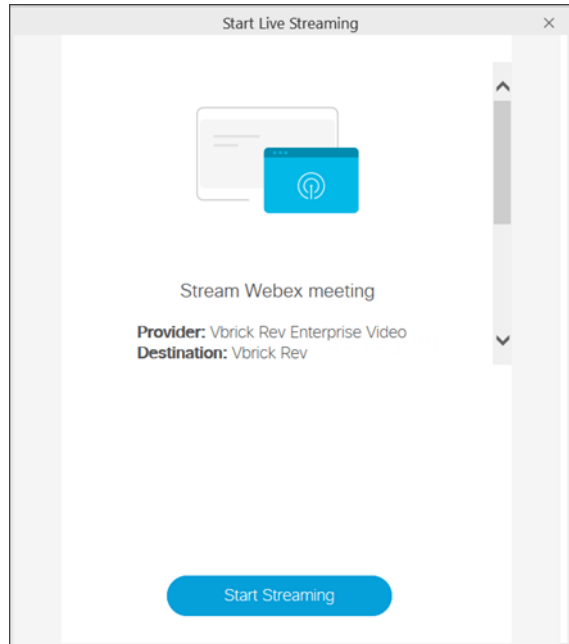 Start Live Streaming
Stream Webex meeting
Provider: Vbrick Rev Enterprise Video
Destination: Vbrick Rev
Start Streaming